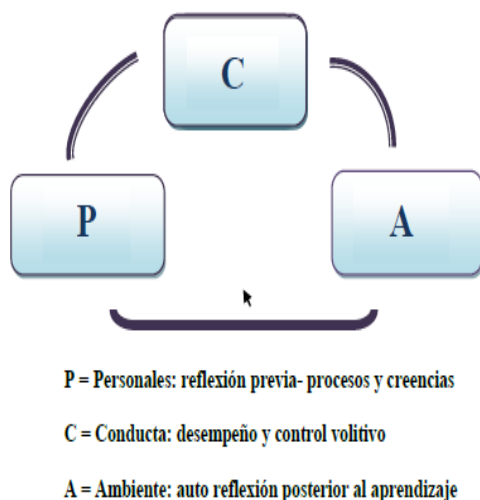 C
P
A
P = Personales: reflexión previa- procesos y creencias
C = Conducta: desempeño y control volitivo
A = Ambiente: auto reflexión posterior al aprendizaje